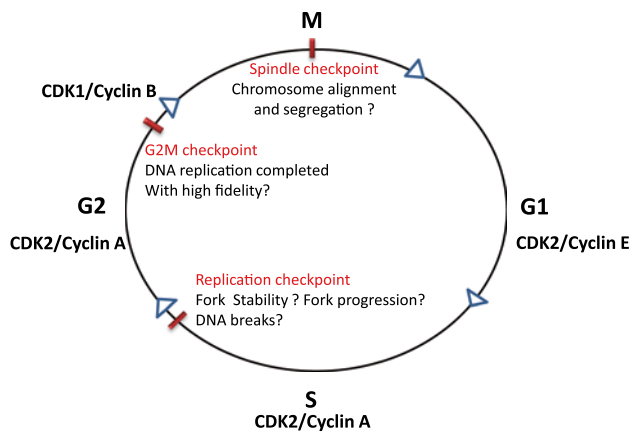 M
Spindle checkpoint
Chromosome alignment
and segregation ?
CDK1/Cyclin B
G2M checkpoint
DNA replication completed
With high fidelity?
G2
CDK2/Cyclin A
G1
CDK2/Cyclin E
Replication checkpoint
Fork Stability ? Fork progression?
DNA breaks?
S
CDK2/Cyclin A